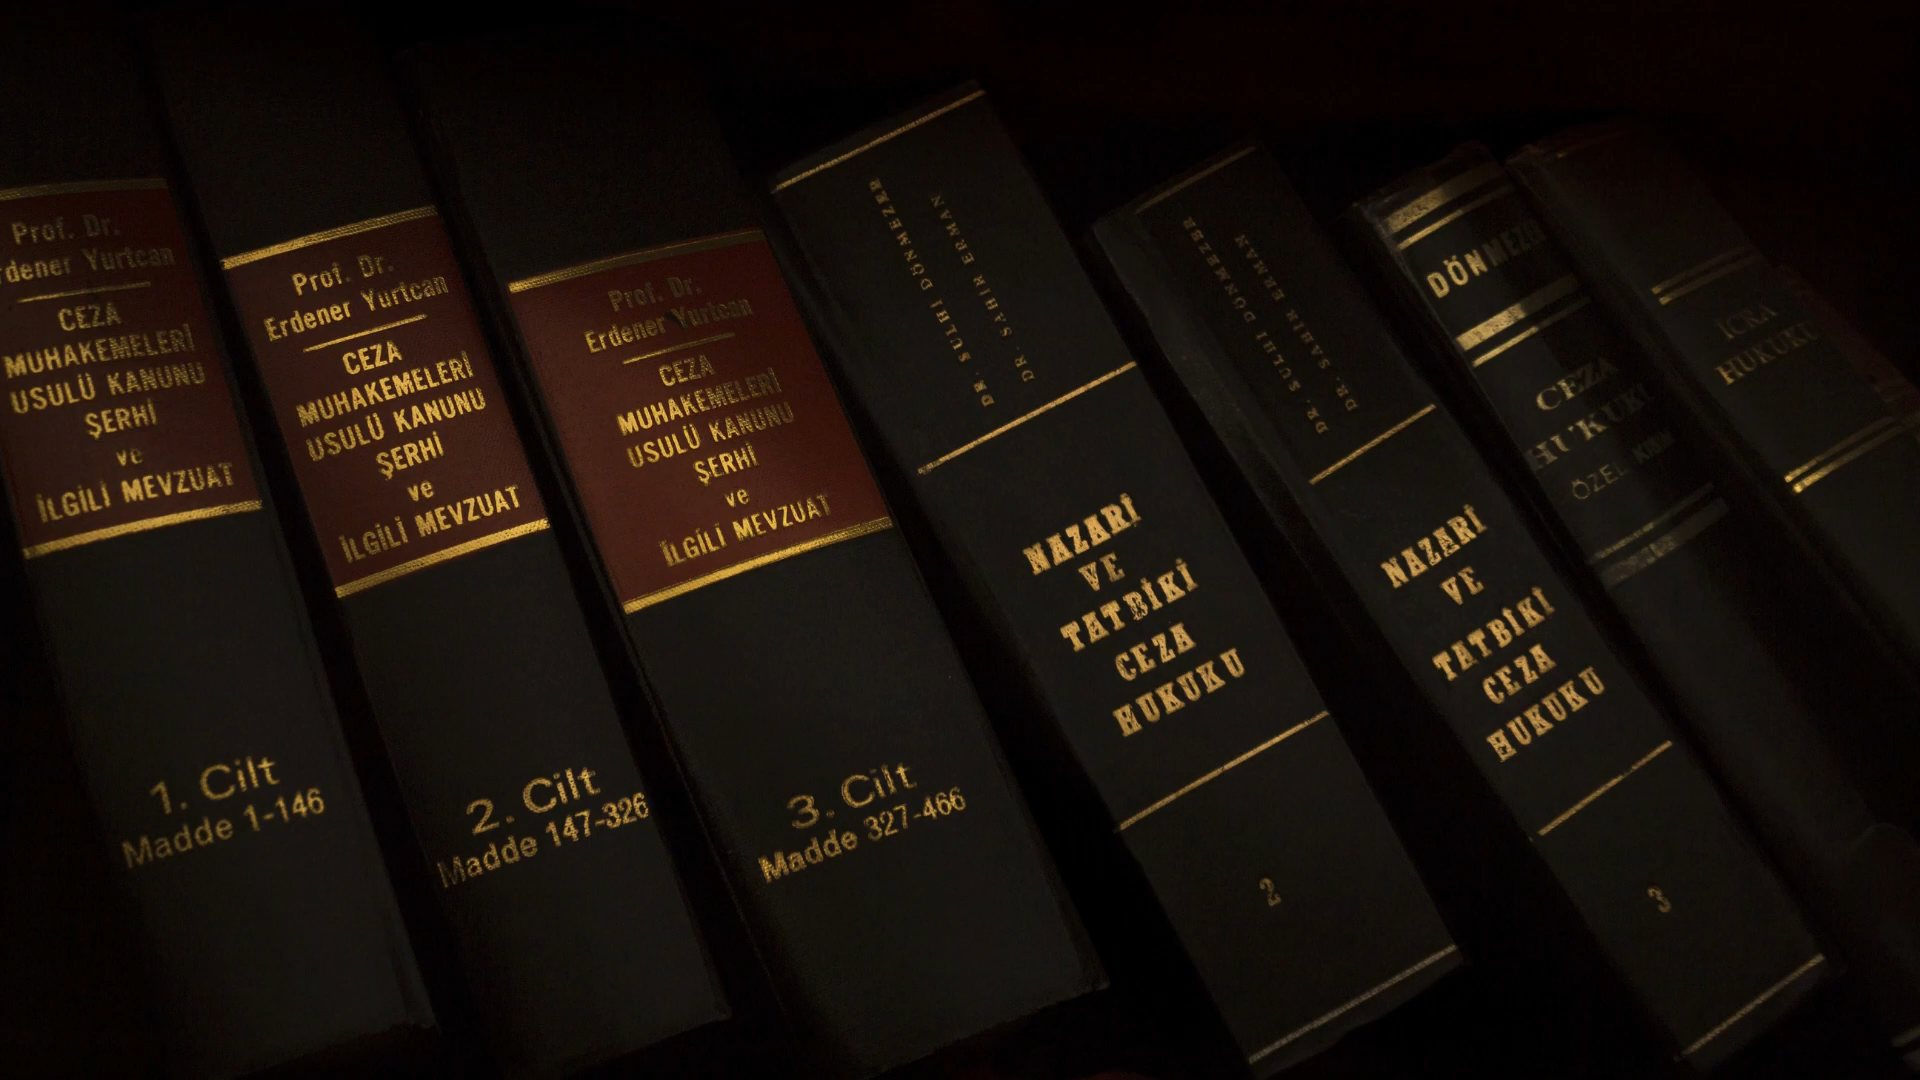 Prof. Dr.
Erdener Yurtcan
CEZA
MUHAKEMELERİ
USULÜ KANUNU
ŞERHİ
ve
İLGİLİ MEVZUAT
1. Cilt
Madde 1-146
Prof. Dr.
Erdener Yurtcan
CEZA
MUHAKEMELERİ
USULÜ KANUNU
ŞERHİ
ve
İLGİLİ MEVZUAT
2. Cilt
Madde 147-326
Prof. Dr.
Erdener Yurtcan
CEZA
MUHAKEMELERİ
USULÜ KANUNU
ŞERHİ
ve
İLGİLİ MEVZUAT
3. Cilt
Madde 327-466
DR. SULHİ DÖNMEZER
DR. SAHİR ERMAN
NAZARİ
VE
TATBİKİ
CEZA
HUKUKU
2
DR. SULHİ DÖNMEZER
DR. SAHİR ERMAN
NAZARİ
VE
TATBİKİ
CEZA
HUKUKU
3
DÖNMEZER
CEZA
HUKUKU
ÖZEL KISIM
İCRA
HUKUKU